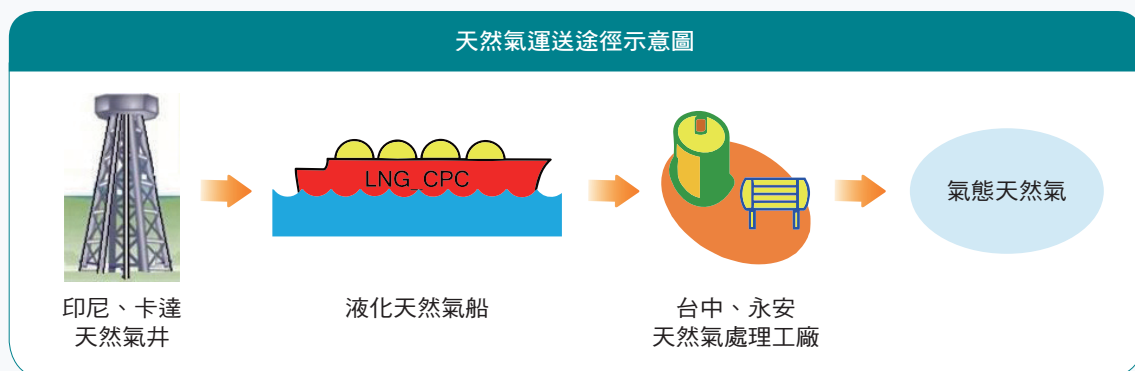 天然氣運送途徑示意圖
LNG_CPC
氣態天然氣
印尼、卡達
天然氣井
液化天然氣船
台中、永安
天然氣處理工廠